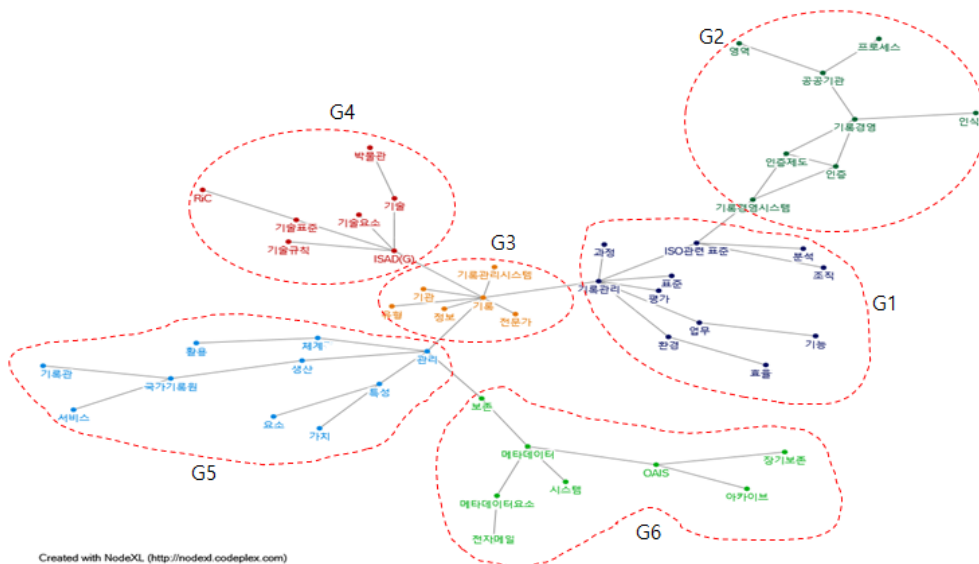 G2
영역
프로세스
공공기관
기록경영
인식
인증제도
인증
기록경영시스템
G4
박물관
RiC
기술
기술요소
기술표준
기술규칙
ISAD(G)
G3
기록관리시스템
기관
기록
유형
정보
전문가
과정
ISO관련 표준
분석
조직
기록관리
표준
평가
G1
업무
기능
환경
효율
체계
활용
관리
생산
기록관
국가기록원
특성
서비스
요소
가치
G5
보존
메타데이터
OAIS
장기보존
시스템
아카이브
메타데이터요소
전자메일
G6
Created with NodeXL (http://nodexl.codeplex.com)